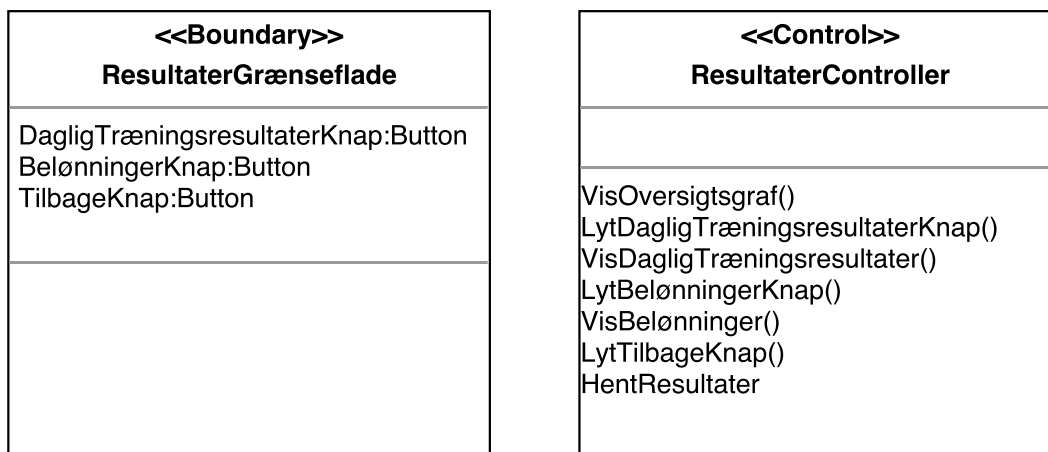 <<Boundary>>
ResultaterGrænseflade
DagligTræningsresultaterKnap:Button
BelønningerKnap:Button
TilbageKnap:Button
<<Control>>
ResultaterController
VisOversigtsgraf()
LytDagligTræningsresultaterKnap()
VisDagligTræningsresultater()
LytBelønningerKnap()
VisBelønninger()
LytTilbageKnap()
HentResultater